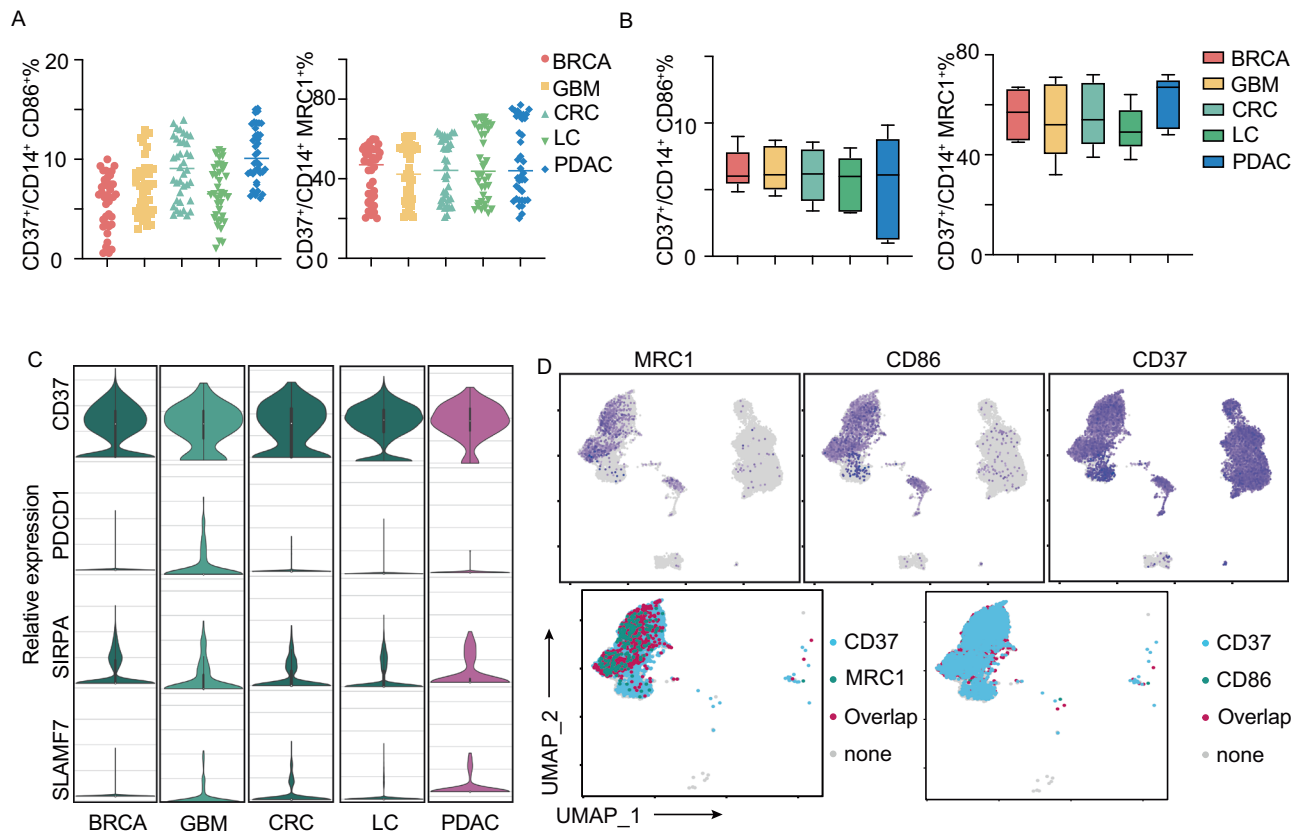 A
CD37⁺/CD14⁺ CD86⁺%
20
10
0
CD37⁺/CD14⁺ MRC1⁺%
80
40
0
BRCA
GBM
CRC
LC
PDAC
B
CD37⁺/CD14⁺ CD86⁺%
10
0
CD37⁺/CD14⁺ MRC1⁺%
80
40
0
BRCA
GBM
CRC
LC
PDAC
C
Relative expression
CD37
PDCD1
SIRPA
SLAMF7
BRCA GBM CRC LC PDAC
D
MRC1 CD86 CD37
UMAP_2
UMAP_1
CD37
MRC1
Overlap
none
CD37
CD86
Overlap
none